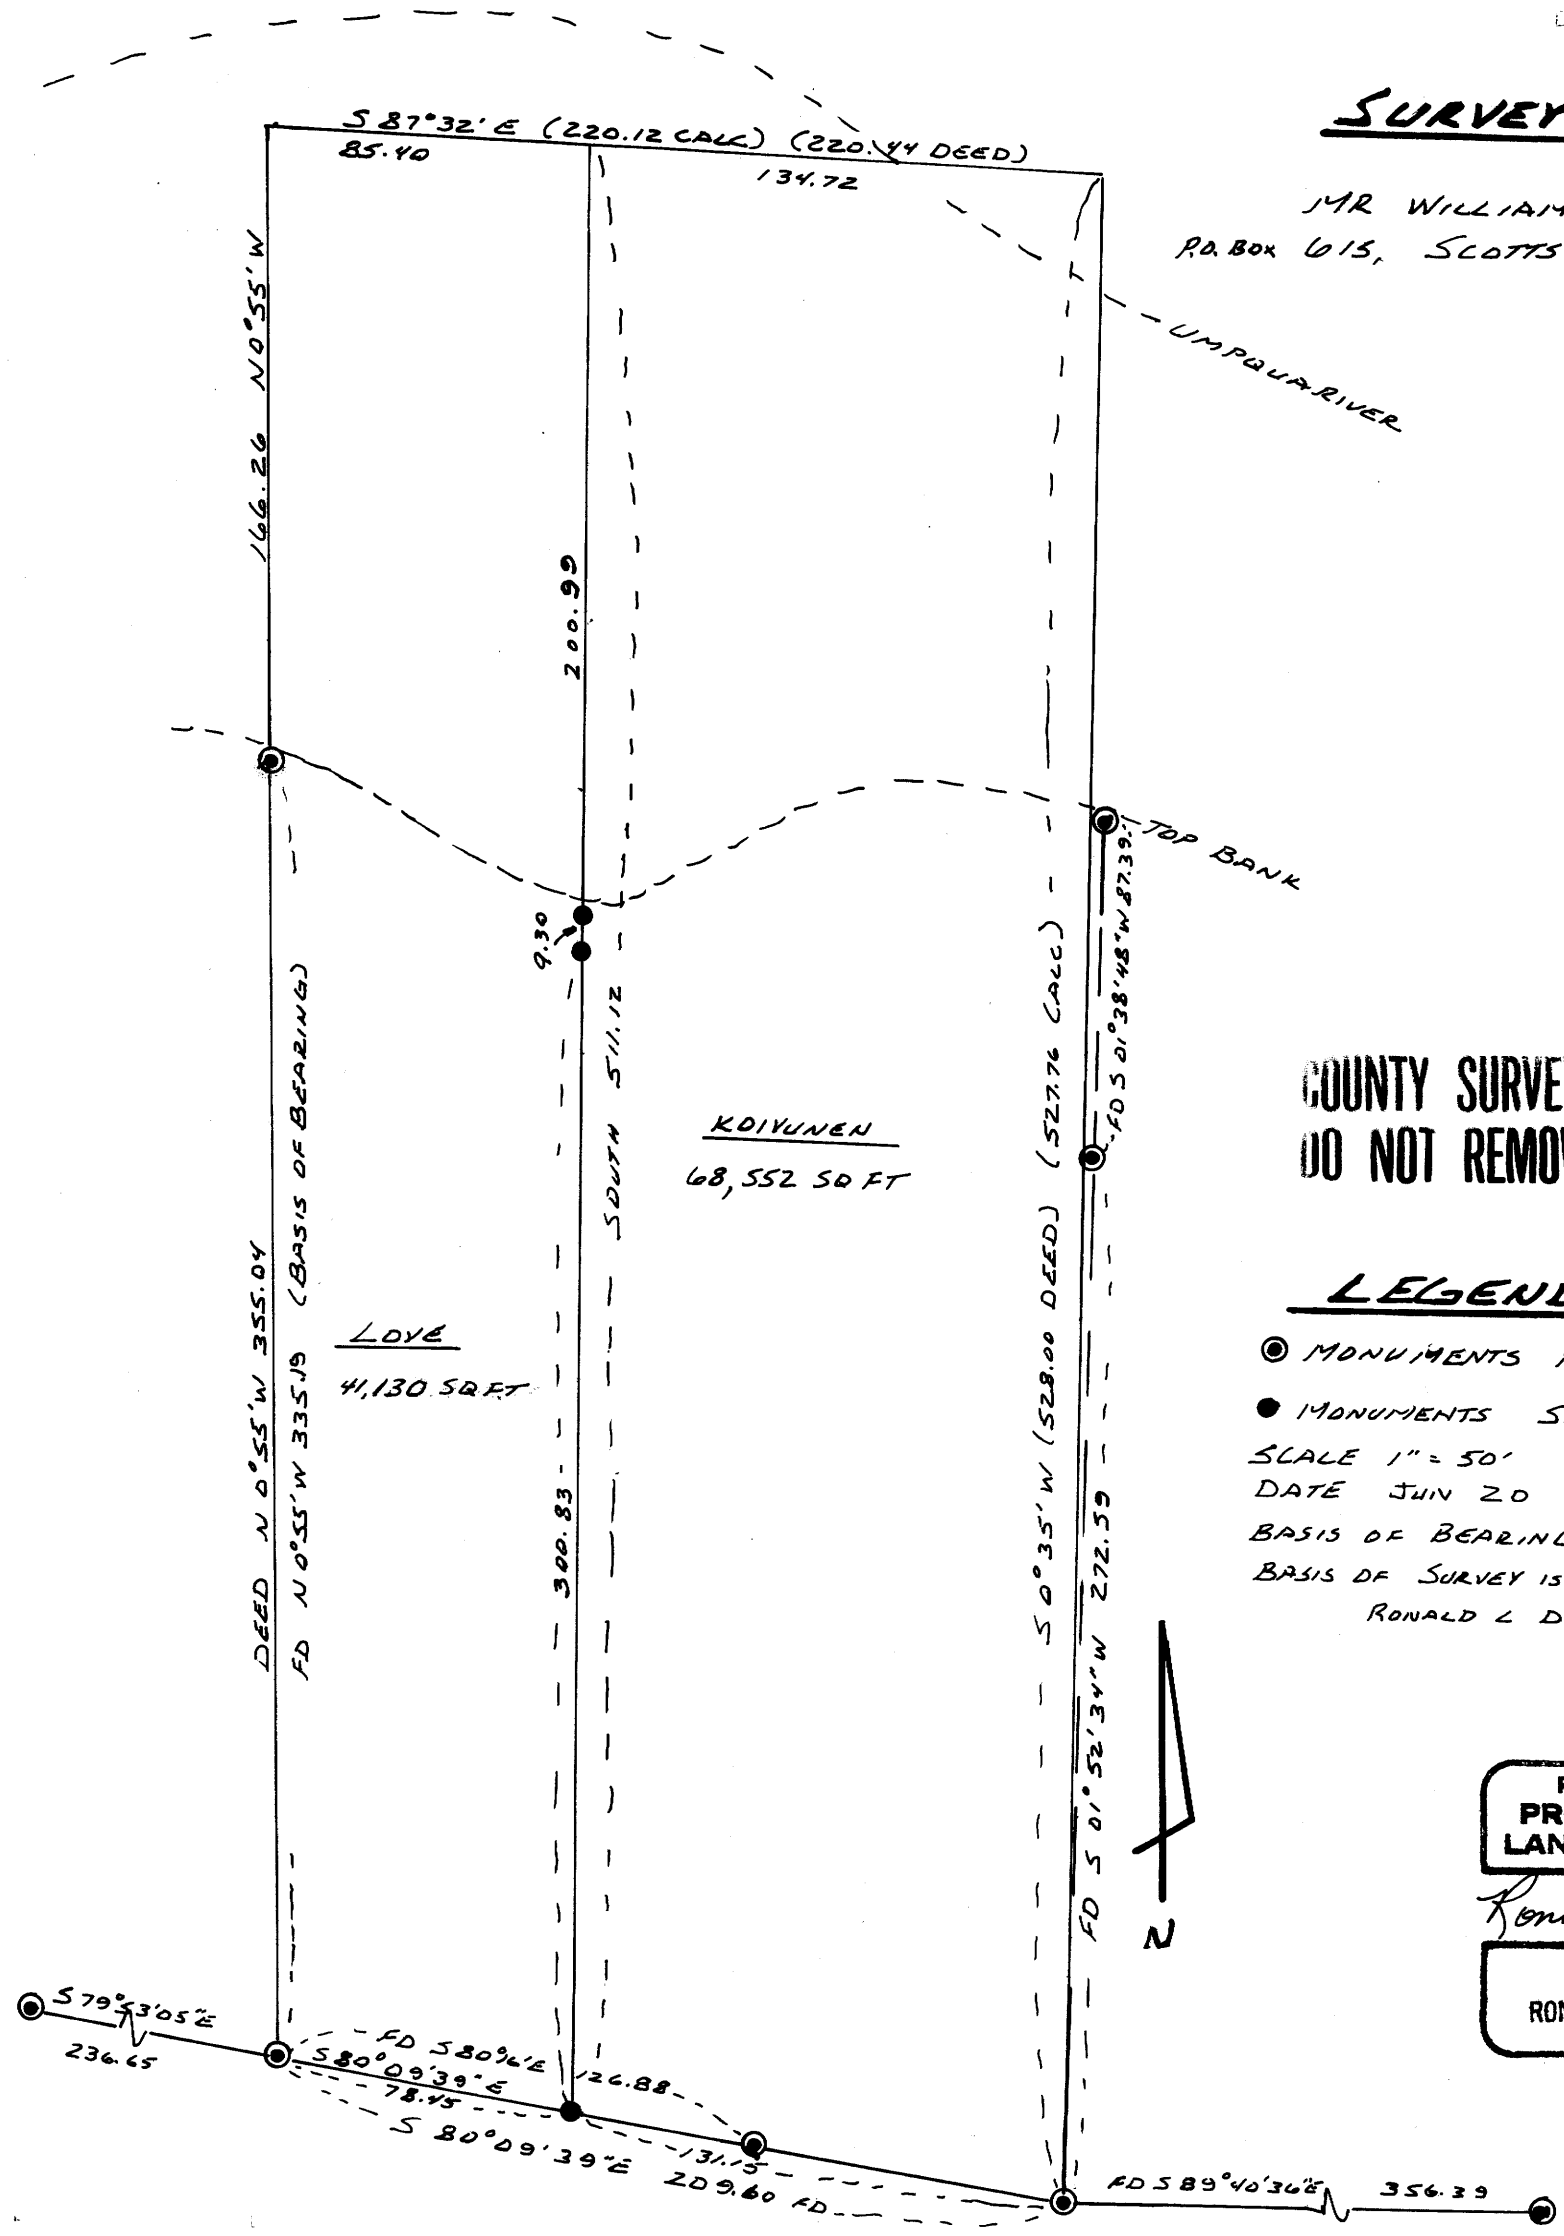 SURVEY
MR WILLIAM
P.O. BOX 615, SCOTTS
S 87°32' E (220.12 CALC) (220.44 DEED)
85.40
134.72
166.26 N0°55'W
UMPQUA RIVER
200.99
TOP BANK
9.30
FD S 01°38'48"W 87.39
SOUTH 511.12
KOIVUNEN
68,552 SQ FT
S 0°35'W (528.00 DEED) (527.76 CALC)
COUNTY SURVE
DO NOT REMOV
DEED N 0°55'W 355.04
FD N 0°55'W 335.19 (BASIS OF BEARING)
LOVE
41,130 SQ FT
300.83
FD S 01°52'34"W 272.59
LEGEND
MONUMENTS
MONUMENTS S
SCALE 1" = 50'
DATE JUN 20
BASIS OF BEARING
BASIS OF SURVEY IS
RONALD L D
N
PR
LAN
RON
S 79°53'05"E
236.65
FD S 80°16'E
126.88
S 80°09'39"E
78.45
131.15
S 80°09'39"E 209.60 FD
FD S 89°40'36"E 356.39